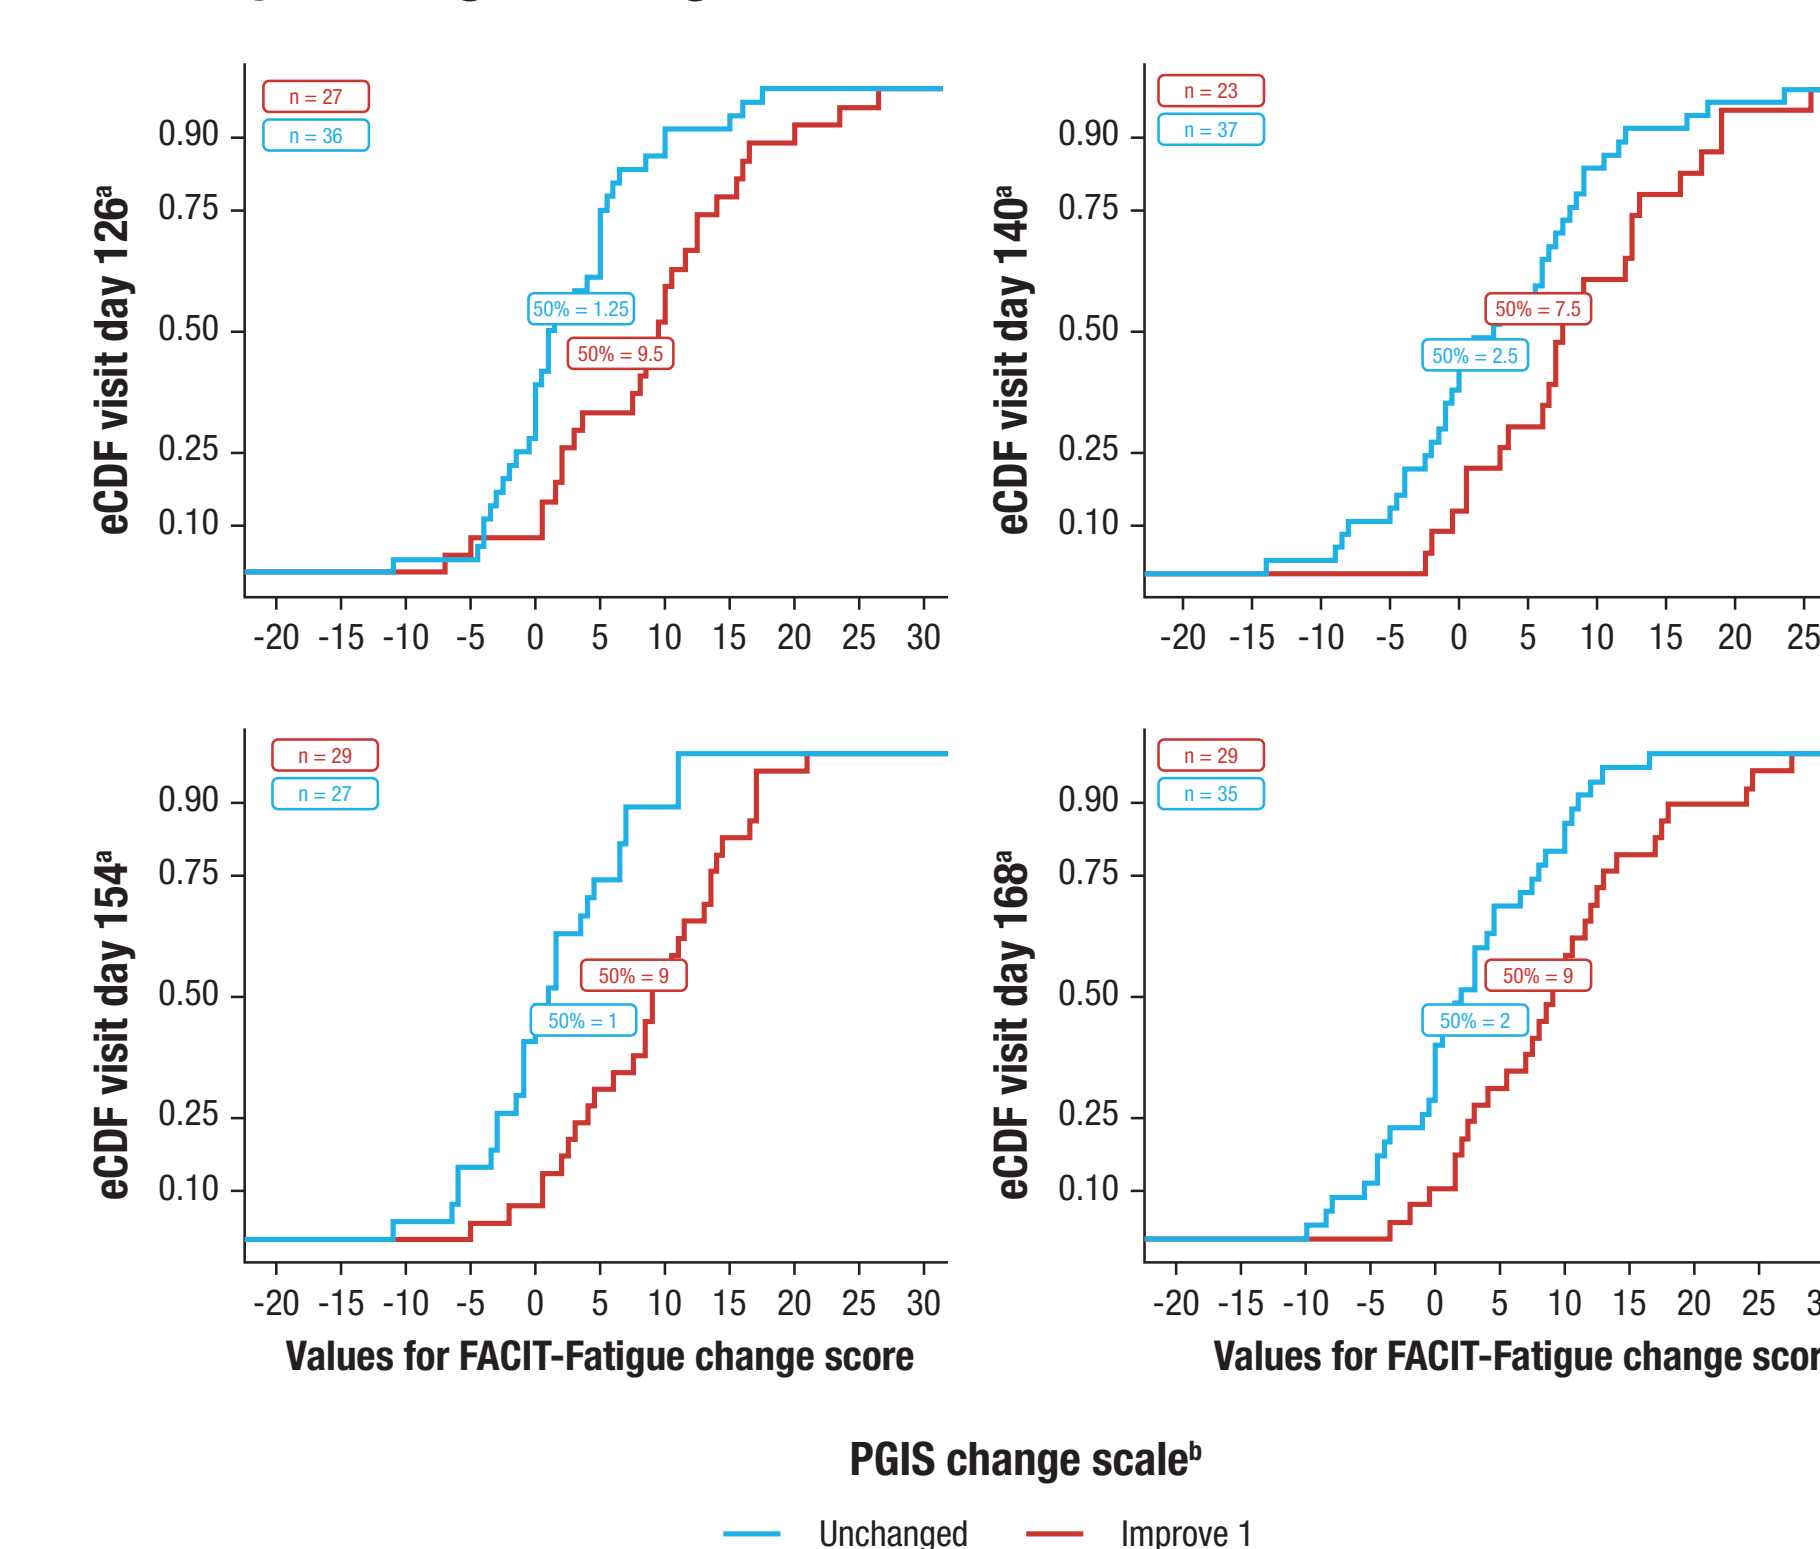 n = 27
n = 36
0.90
0.75
0.50
0.25
0.10
eCDF visit day 126ᵃ
50% = 1.25
50% = 9.5
-20 -15 -10 -5 0 5 10 15 20 25 30
n = 23
n = 37
0.90
0.75
0.50
0.25
0.10
eCDF visit day 140ᵃ
50% = 7.5
50% = 2.5
-20 -15 -10 -5 0 5 10 15 20 25
n = 29
n = 27
0.90
0.75
0.50
0.25
0.10
eCDF visit day 154ᵃ
50% = 9
50% = 1
-20 -15 -10 -5 0 5 10 15 20 25 30
Values for FACIT-Fatigue change score
n = 29
n = 35
0.90
0.75
0.50
0.25
0.10
eCDF visit day 168ᵃ
50% = 9
50% = 2
-20 -15 -10 -5 0 5 10 15 20 25 3
Values for FACIT-Fatigue change scor
PGIS change scaleᵇ
Unchanged Improve 1